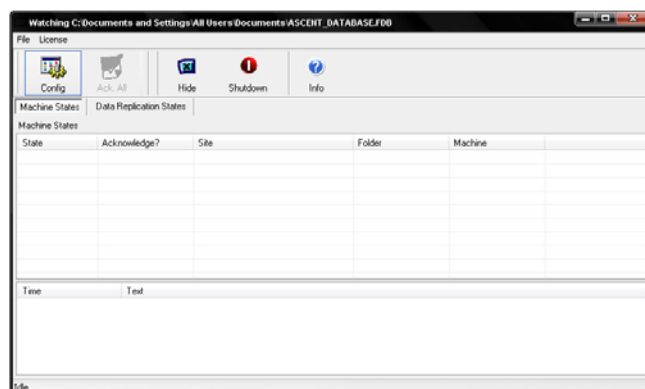 Watching C:\Documents and Settings\All Users\Documents\ASCENT_DATABASE.FDB
File License
Config Ack. All Hide Shutdown Info
Machine States Data Replication States
Machine States
State Acknowledge? Site Folder Machine
Time Text
Idle